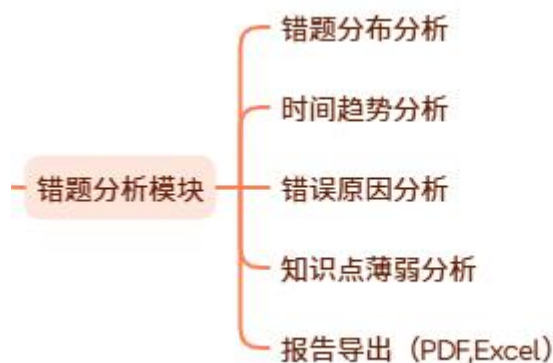 错题分布分析
时间趋势分析
错题分析模块
错误原因分析
知识点薄弱分析
报告导出（PDF,Excel）